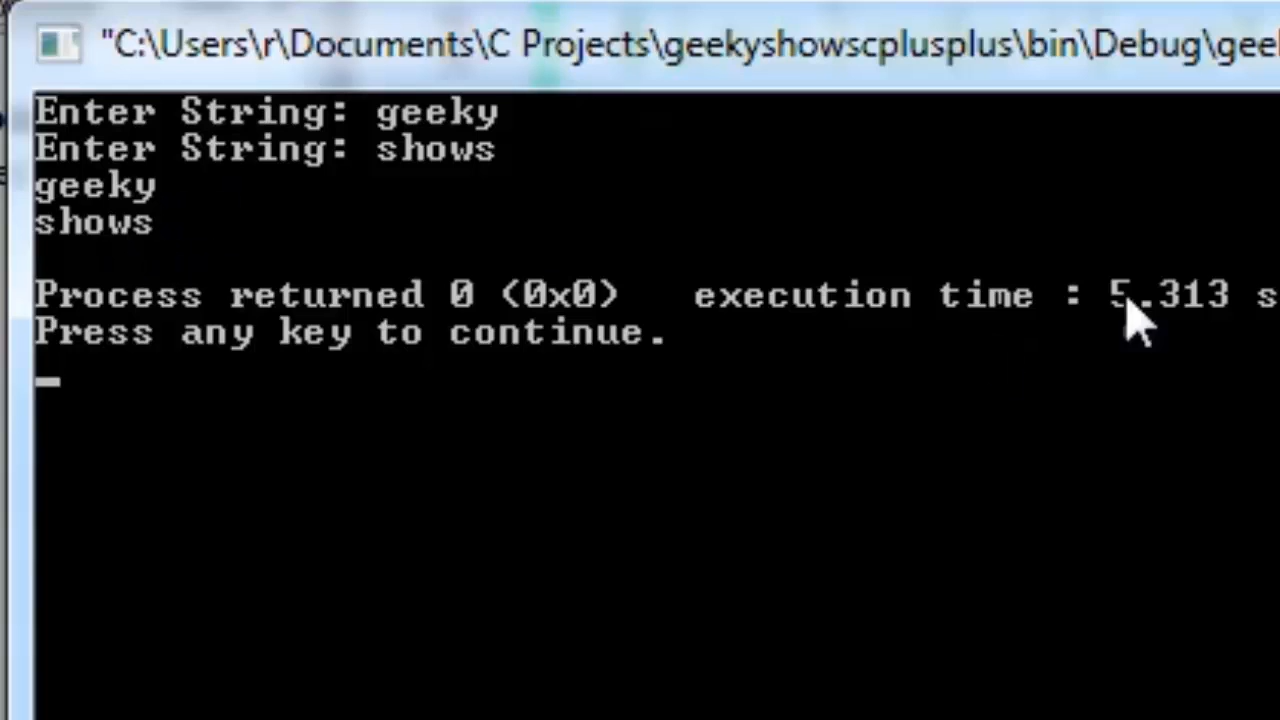 "C:\Users\r\Documents\C Projects\geekyshowscplusplus\bin\Debug\geel
Enter String: geeky
Enter String: shows
geeky
shows
Process returned 0 (0x0)   execution time : 5.313 s
Press any key to continue.